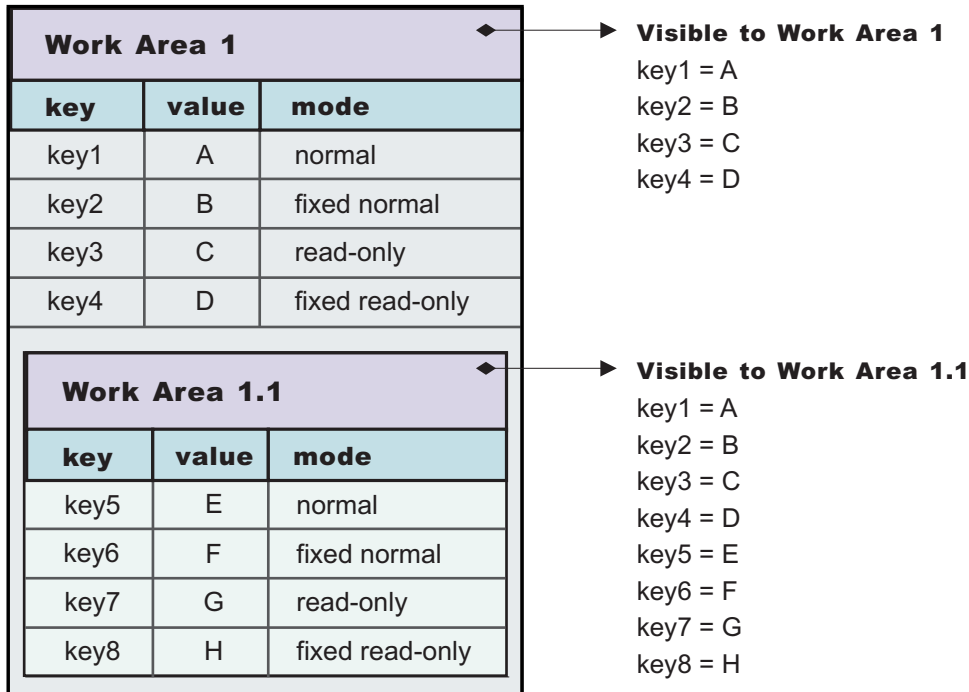 Work Area 1
key value mode
key1 A normal
key2 B fixed normal
key3 C read-only
key4 D fixed read-only
Visible to Work Area 1
key1 = A
key2 = B
key3 = C
key4 = D
Work Area 1.1
key value mode
key5 E normal
key6 F fixed normal
key7 G read-only
key8 H fixed read-only
Visible to Work Area 1.1
key1 = A
key2 = B
key3 = C
key4 = D
key5 = E
key6 = F
key7 = G
key8 = H